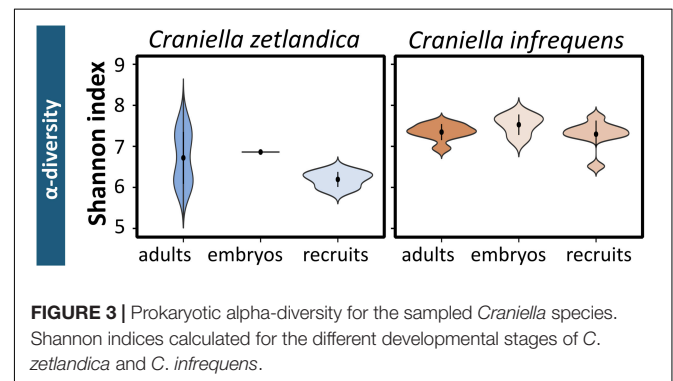 Craniella zetlandica
Craniella infrequens
α-diversity
Shannon index
9
8
7
6
5
adults embryos recruits
adults embryos recruits
FIGURE 3 | Prokaryotic alpha-diversity for the sampled Craniella species.
Shannon indices calculated for the different developmental stages of C.
zetlandica and C. infrequens.